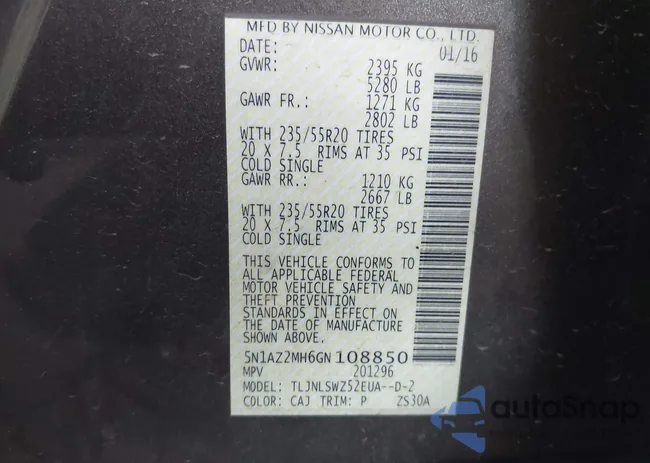 MFD BY NISSAN MOTOR CO., LTD.
DATE: 01/16
GVWR: 2395 KG
5280 LB
GAWR FR.: 1271 KG
2802 LB
WITH 235/55R20 TIRES
20 X 7.5 RIMS AT 35 PSI
COLD SINGLE
GAWR RR.: 1210 KG
2667 LB
WITH 235/55R20 TIRES
20 X 7.5 RIMS AT 35 PSI
COLD SINGLE
THIS VEHICLE CONFORMS TO
ALL APPLICABLE FEDERAL
MOTOR VEHICLE SAFETY AND
THEFT PREVENTION
STANDARDS IN EFFECT ON
THE DATE OF MANUFACTURE
SHOWN ABOVE.
5N1AZ2MH6GN108850
MPV 201296
MODEL: TLJNLSWZ52EUA--D-2
COLOR: CAJ TRIM: P ZS30A
autoSnap